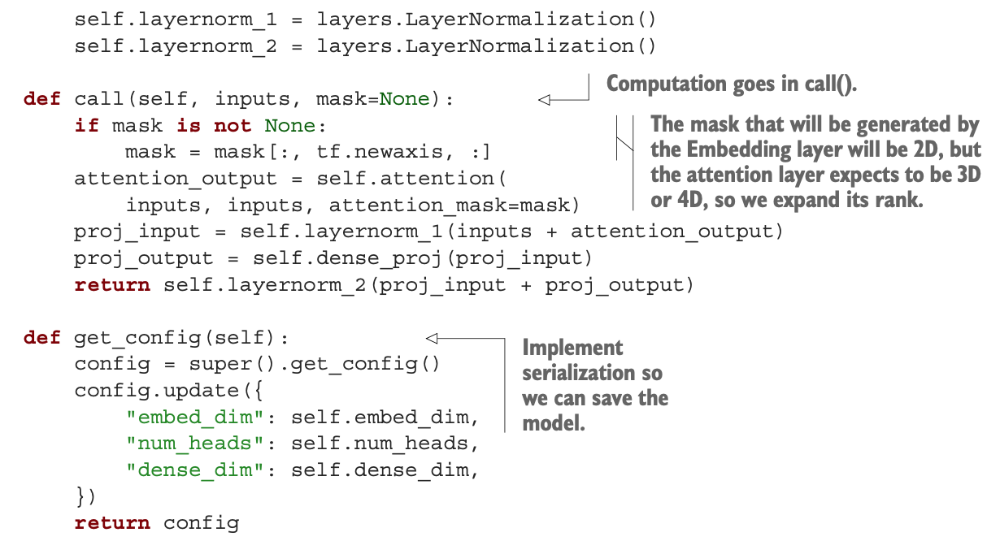 self.layernorm_1 = layers.LayerNormalization()
    self.layernorm_2 = layers.LayerNormalization()
def call(self, inputs, mask=None):
Computation goes in call().
    if mask is not None:
        mask = mask[:, tf.newaxis, :]
    attention_output = self.attention(
        inputs, inputs, attention_mask=mask)
The mask that will be generated by
the Embedding layer will be 2D, but
the attention layer expects to be 3D
or 4D, so we expand its rank.
    proj_input = self.layernorm_1(inputs + attention_output)
    proj_output = self.dense_proj(proj_input)
    return self.layernorm_2(proj_input + proj_output)
def get_config(self):
    config = super().get_config()
    config.update({
        "embed_dim": self.embed_dim,
        "num_heads": self.num_heads,
        "dense_dim": self.dense_dim,
    })
    return config
Implement
serialization so
we can save the
model.